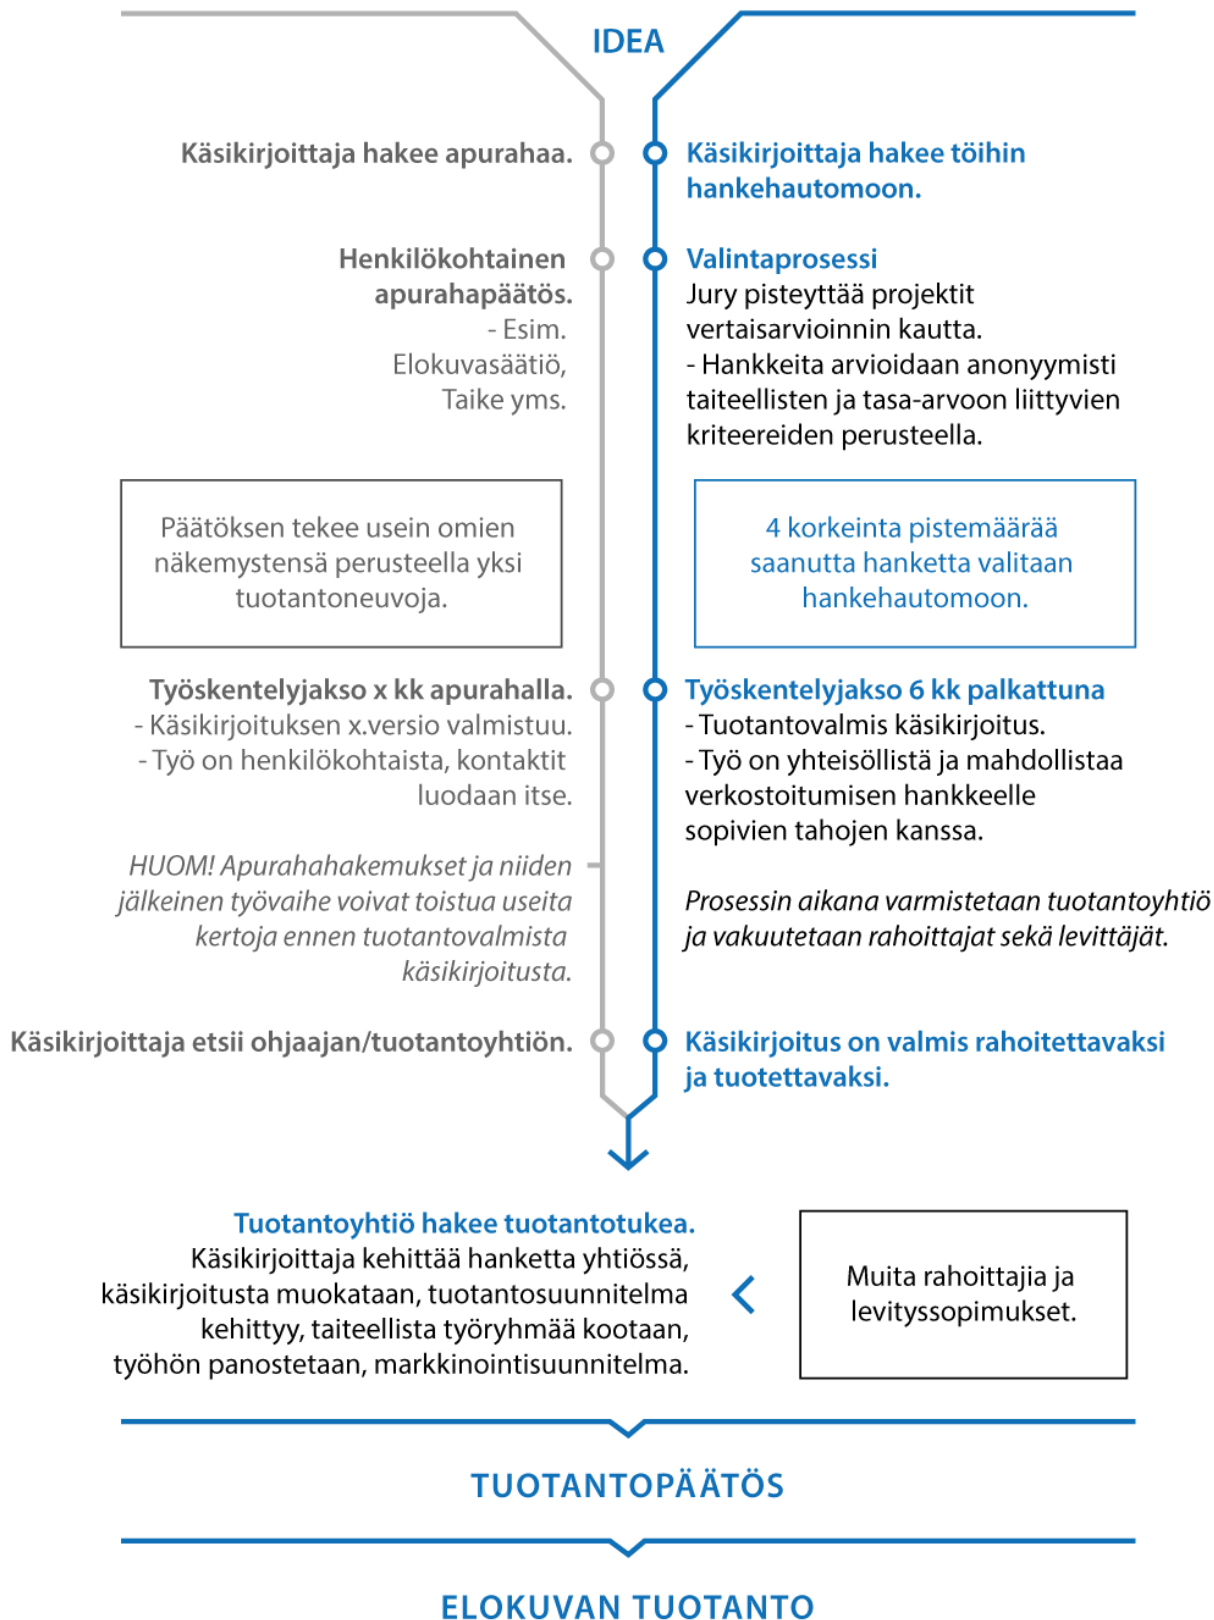 IDEA
Käsikirjoittaja hakee apurahaa.
Käsikirjoittaja hakee töihin
hankehautomoon.
Henkilökohtainen
apurahapäätös.
- Esim.
Elokuvasäätiö,
Taike yms.
Valintaprosessi
Jury pisteyttää projektit
vertaisarvioinnin kautta.
- Hankkeita arvioidaan anonyymisti
taiteellisten ja tasa-arvoon liittyvien
kriteereiden perusteella.
Päätöksen tekee usein omien
näkemystensä perusteella yksi
tuotantoneuvoja.
4 korkeinta pistemäärää
saanutta hanketta valitaan
hankehautomoon.
Työskentelyjakso x kk apurahalla.
- Käsikirjoituksen x.versio valmistuu.
- Työ on henkilökohtaista, kontaktit
luodaan itse.
HUOM! Apurahahakemukset ja niiden
jälkeinen työvaihe voivat toistua useita
kertoja ennen tuotantovalmista
käsikirjoitusta.
Työskentelyjakso 6 kk palkattuna
- Tuotantovalmis käsikirjoitus.
- Työ on yhteisöllistä ja mahdollistaa
verkostoitumisen hankkeelle
sopivien tahojen kanssa.
Prosessin aikana varmistetaan tuotantoyhtiö
ja vakuutetaan rahoittajat sekä levittäjät.
Käsikirjoittaja etsii ohjaajan/tuotantoyhtiön.
Käsikirjoitus on valmis rahoitettavaksi
ja tuotettavaksi.
Tuotantoyhtiö hakee tuotantotukea.
Käsikirjoittaja kehittää hanketta yhtiössä,
käsikirjoitusta muokataan, tuotantosuunnitelma
kehittyy, taiteellista työryhmää kootaan,
työhön panostetaan, markkinointisuunnitelma.
Muita rahoittajia ja
levityssopimukset.
TUOTANTOPÄÄTÖS
ELOKUVAN TUOTANTO